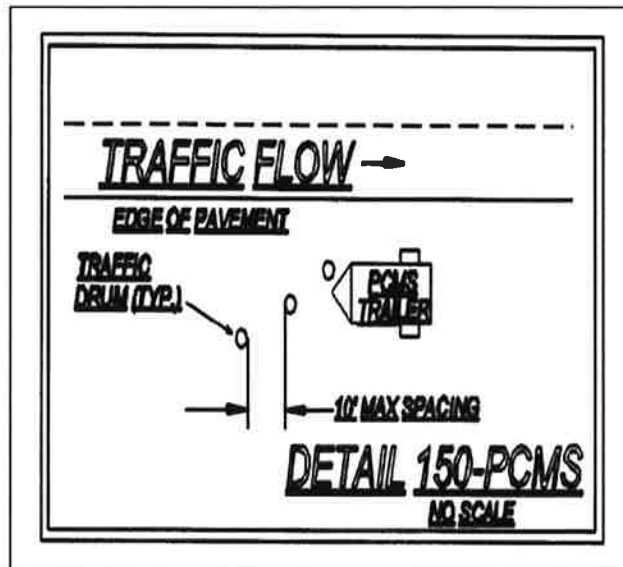 TRAFFIC FLOW
EDGE OF PAVEMENT
TRAFFIC
DRUM (TYP.)
PCMS
TRAILER
10' MAX SPACING
DETAIL 150-PCMS
NO SCALE